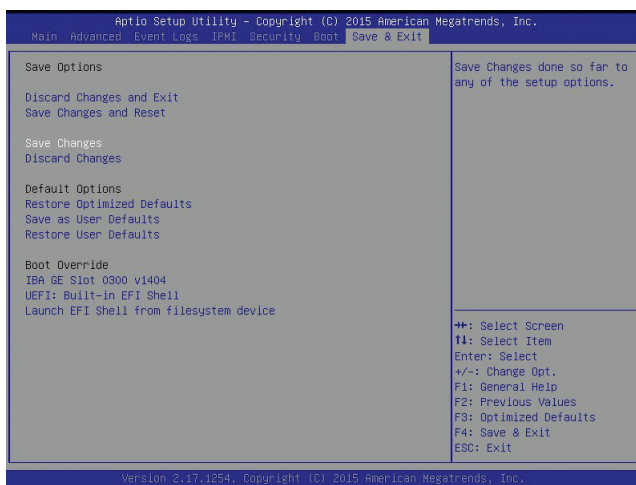 Aptio Setup Utility - Copyright (C) 2015 American Megatrends, Inc.
Main Advanced Event Logs IPMI Security Boot Save & Exit
Save Options
Discard Changes and Exit
Save Changes and Reset
Save Changes
Discard Changes
Default Options
Restore Optimized Defaults
Save as User Defaults
Restore User Defaults
Boot Override
IBA GE Slot 0300 v1404
UEFI: Built-in EFI Shell
Launch EFI Shell from filesystem device
Save Changes done so far to
any of the setup options.
→←: Select Screen
↑↓: Select Item
Enter: Select
+/-: Change Opt.
F1: General Help
F2: Previous Values
F3: Optimized Defaults
F4: Save & Exit
ESC: Exit
Version 2.17.1254. Copyright (C) 2015 American Megatrends, Inc.